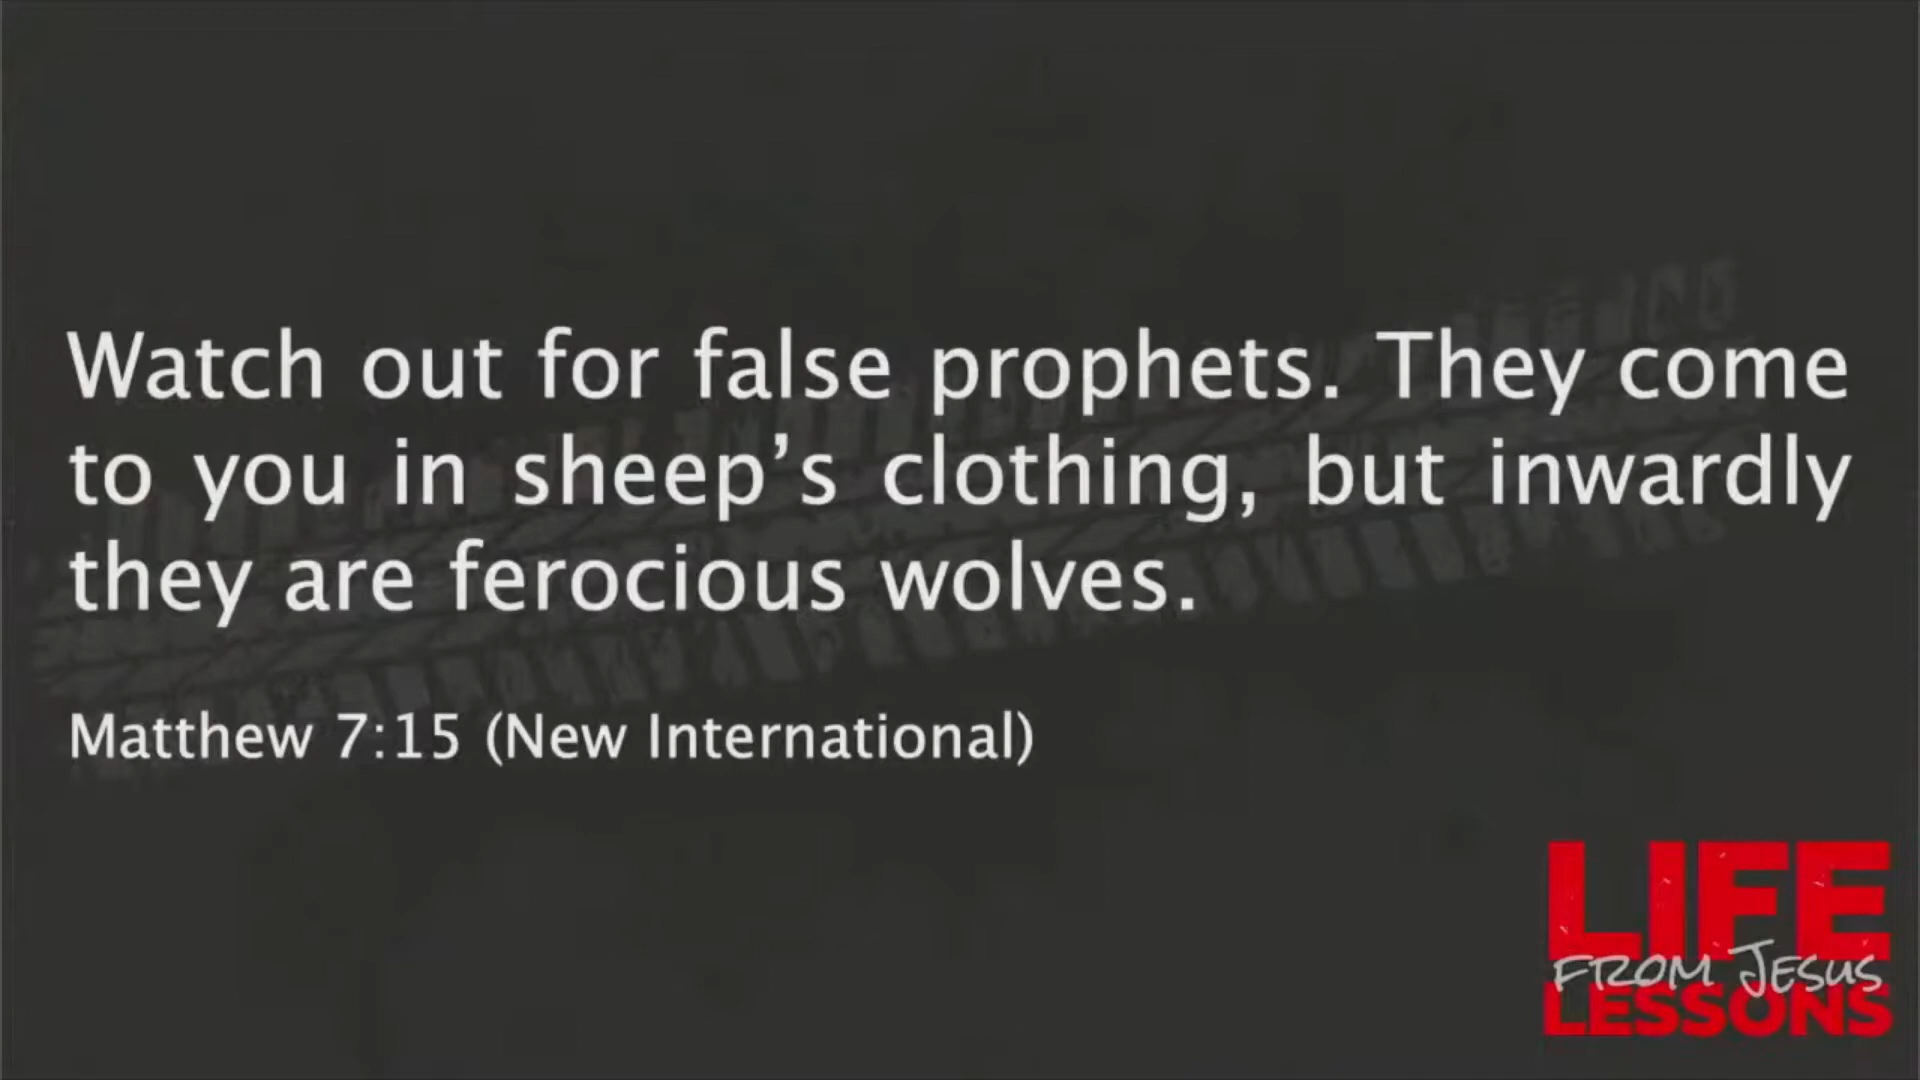 Watch out for false prophets. They come
to you in sheep’s clothing, but inwardly
they are ferocious wolves.
Matthew 7:15 (New International)
LIFE
FROM JESUS
LESSONS